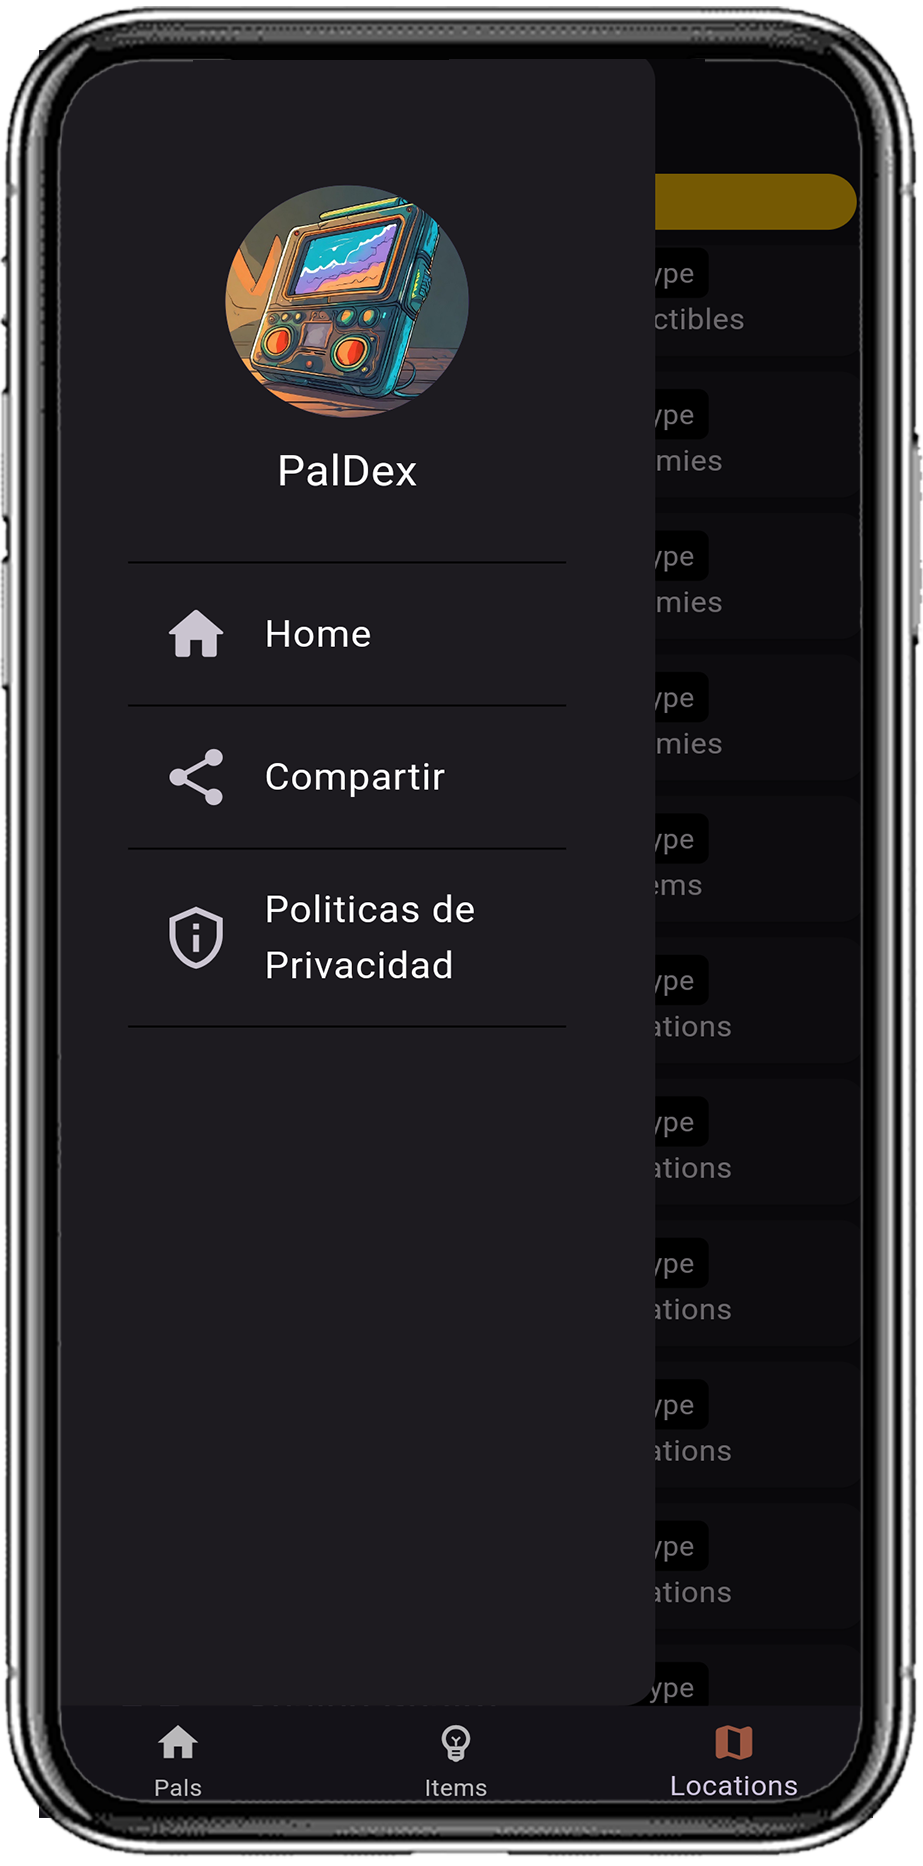 PalDex
Home
Compartir
Politicas de
Privacidad
ype
ctibles
ype
mies
ype
mies
ype
mies
ype
ems
ype
ations
ype
ations
ype
ations
ype
ations
ype
ations
ype
Pals
Items
Locations